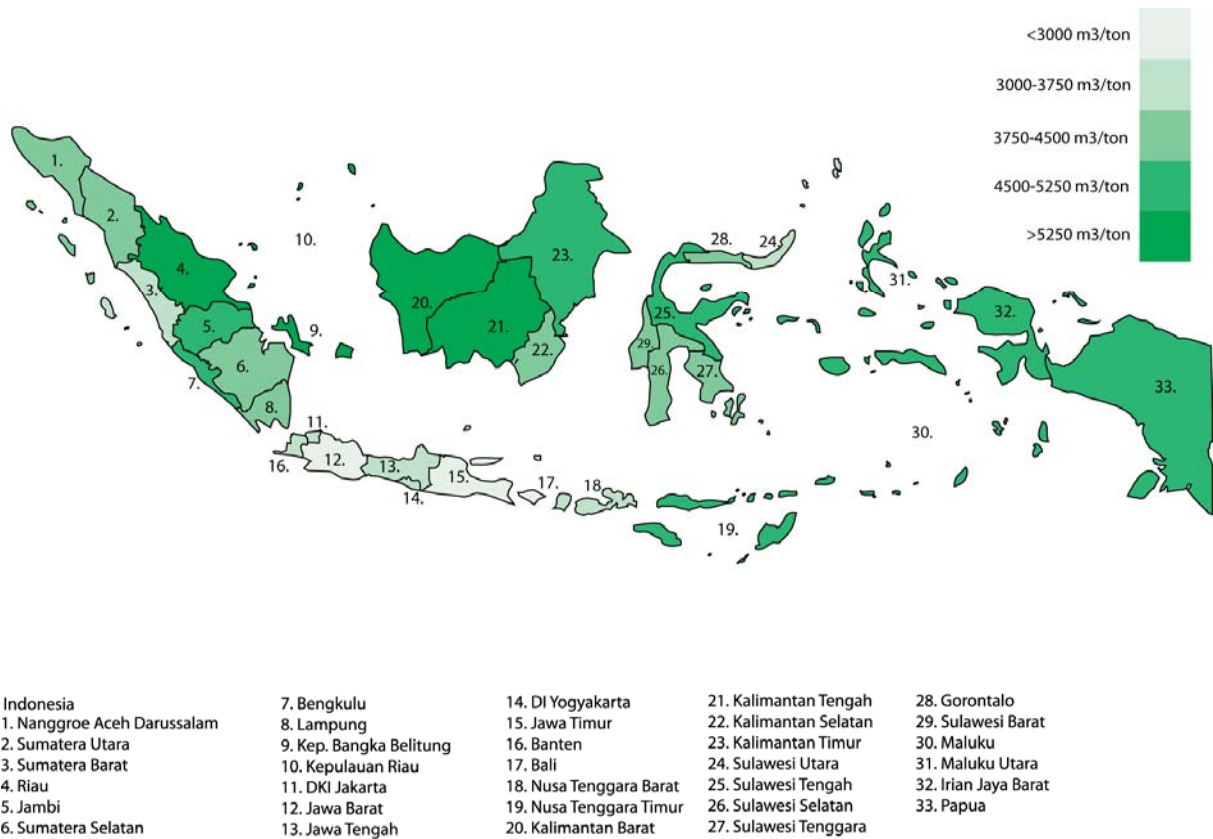 <3000 m3/ton
3000-3750 m3/ton
3750-4500 m3/ton
4500-5250 m3/ton
>5250 m3/ton
1.
2.
3.
4.
5.
6.
7.
8.
9.
10.
11.
12.
13.
14.
15.
16.
17.
18.
19.
20.
21.
22.
23.
24.
25.
26.
27.
28.
29.
30.
31.
32.
33.
Indonesia
1. Nanggroe Aceh Darussalam
2. Sumatera Utara
3. Sumatera Barat
4. Riau
5. Jambi
6. Sumatera Selatan
7. Bengkulu
8. Lampung
9. Kep. Bangka Belitung
10. Kepulauan Riau
11. DKI Jakarta
12. Jawa Barat
13. Jawa Tengah
14. DI Yogyakarta
15. Jawa Timur
16. Banten
17. Bali
18. Nusa Tenggara Barat
19. Nusa Tenggara Timur
20. Kalimantan Barat
21. Kalimantan Tengah
22. Kalimantan Selatan
23. Kalimantan Timur
24. Sulawesi Utara
25. Sulawesi Tengah
26. Sulawesi Selatan
27. Sulawesi Tenggara
28. Gorontalo
29. Sulawesi Barat
30. Maluku
31. Maluku Utara
32. Irian Jaya Barat
33. Papua